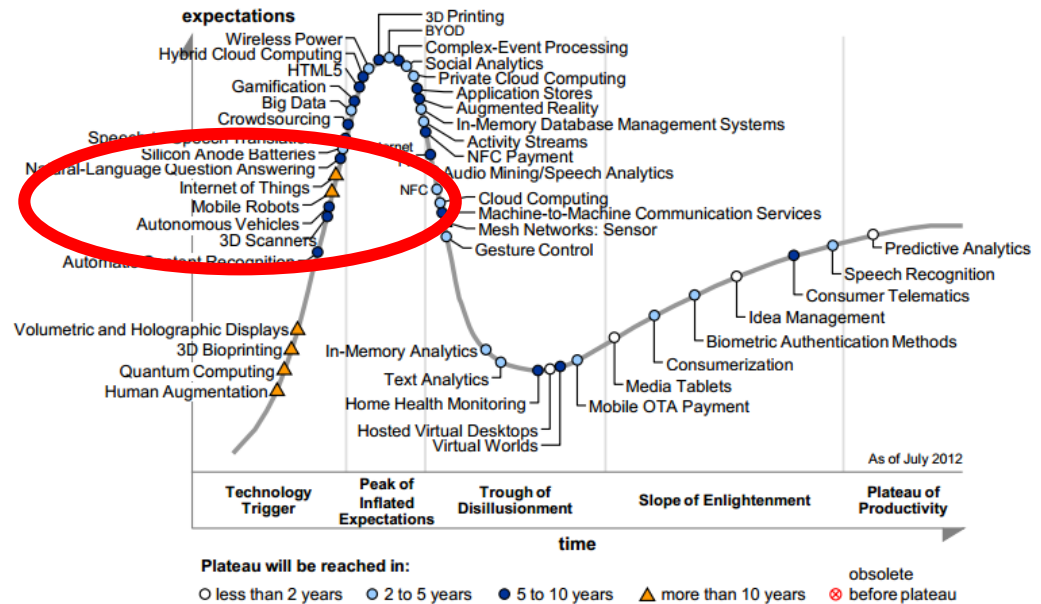 expectations
3D Printing
BYOD
Wireless Power
Complex-Event Processing
Hybrid Cloud Computing
Social Analytics
HTML5
Private Cloud Computing
Gamification
Application Stores
Big Data
Augmented Reality
Crowdsourcing
In-Memory Database Management Systems
Activity Streams
Silicon Anode Batteries
NFC Payment
Natural-Language Question Answering
Audio Mining/Speech Analytics
Internet of Things
NFC
Mobile Robots
Cloud Computing
Autonomous Vehicles
Machine-to-Machine Communication Services
3D Scanners
Mesh Networks: Sensor
Gesture Control
Automatic Content Recognition
Predictive Analytics
Speech Recognition
Consumer Telematics
Idea Management
Volumetric and Holographic Displays
3D Bioprinting
In-Memory Analytics
Biometric Authentication Methods
Quantum Computing
Text Analytics
Consumerization
Human Augmentation
Media Tablets
Home Health Monitoring
Mobile OTA Payment
Hosted Virtual Desktops
Virtual Worlds
As of July 2012
Technology
Trigger
Peak of
Inflated
Expectations
Trough of
Disillusionment
Slope of Enlightenment
Plateau of
Productivity
time
Plateau will be reached in:
less than 2 years
2 to 5 years
5 to 10 years
more than 10 years
obsolete
before plateau